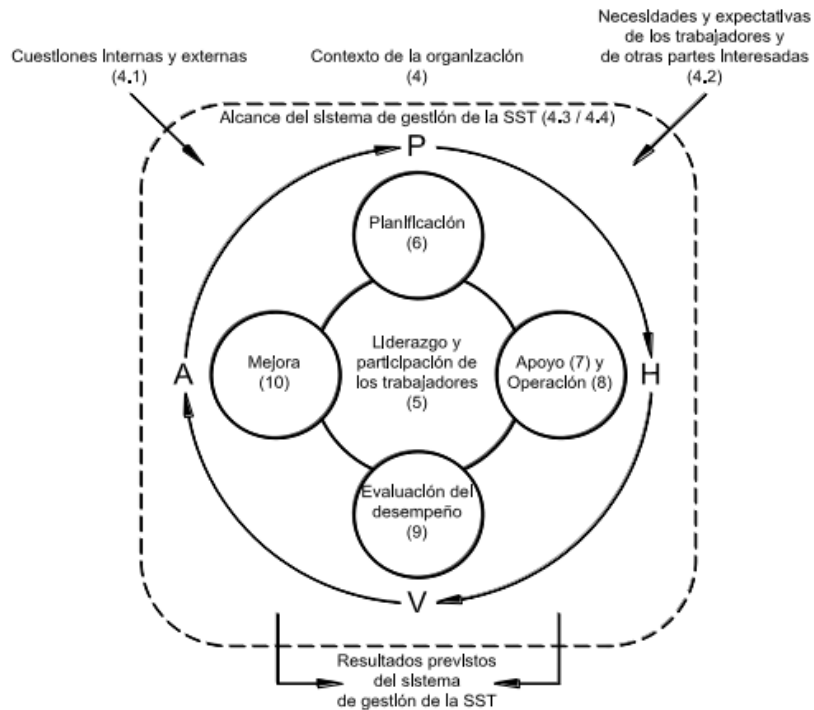 Cuestiones internas y externas
(4.1)
Contexto de la organización
(4)
Necesidades y expectativas
de los trabajadores y
de otras partes interesadas
(4.2)
Alcance del sistema de gestión de la SST (4.3 / 4.4)
P
Planificación
(6)
A
Mejora
(10)
Liderazgo y
participación de
los trabajadores
(5)
Apoyo (7) y
Operación (8)
H
Evaluación del
desempeño
(9)
V
Resultados previstos
del sistema
de gestión de la SST